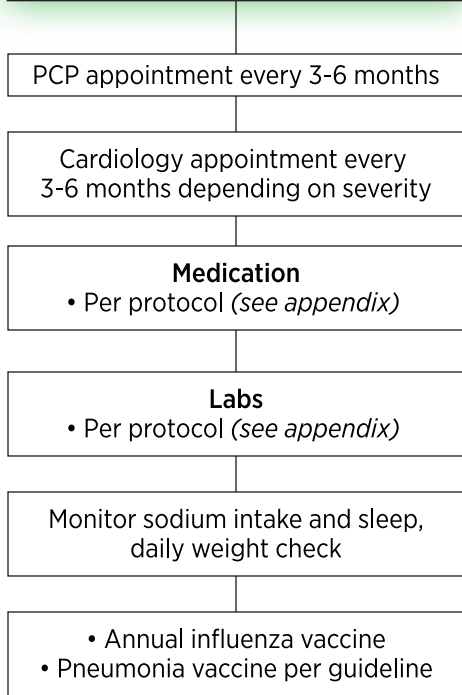 PCP appointment every 3-6 months
Cardiology appointment every
3-6 months depending on severity
Medication
• Per protocol (see appendix)
Labs
• Per protocol (see appendix)
Monitor sodium intake and sleep,
daily weight check
• Annual influenza vaccine
• Pneumonia vaccine per guideline